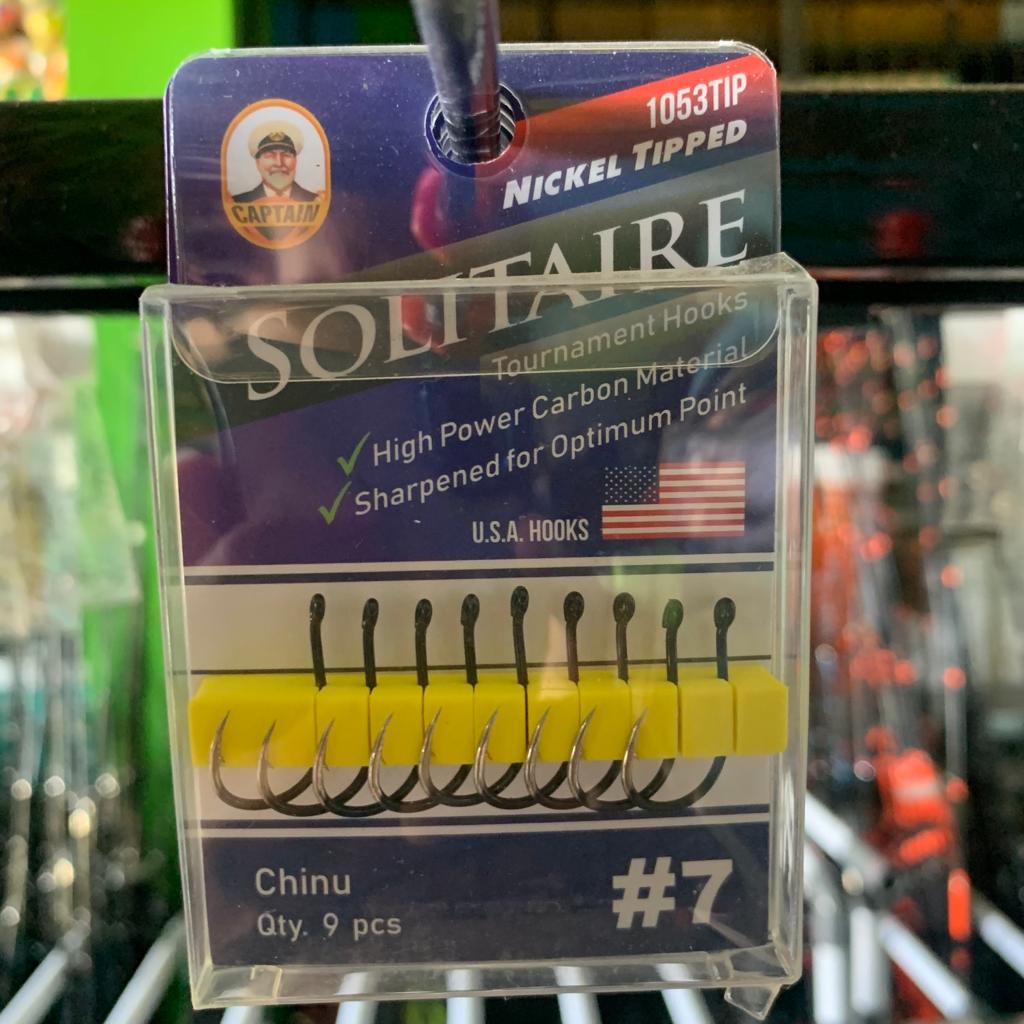 CAPTAIN
1053TIP
NICKEL TIPPED
SOLITAIRE
Tournament Hooks
High Power Carbon Material
Sharpened for Optimum Point
U.S.A. HOOKS
Chinu
Qty. 9 pcs
#7